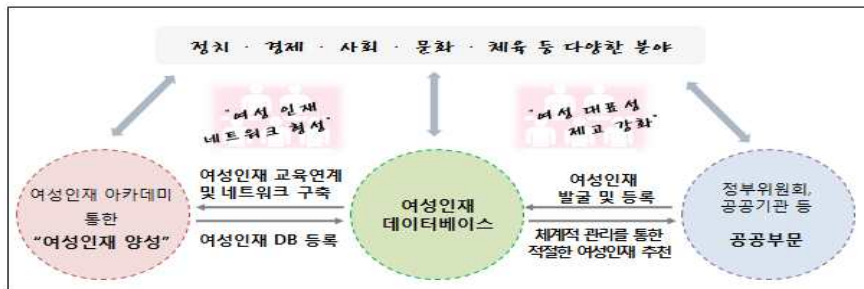 정치 · 경제 · 사회 · 문화 · 체육 등 다양한 분야
"여성 인재
네트워크 형성"
"여성 대표성
제고 강화"
여성인재 아카데미
통한
“여성인재 양성”
여성인재 교육연계
및 네트워크 구축
여성인재 DB 등록
여성인재
데이터베이스
여성인재
발굴 및 등록
체계적 관리를 통한
적절한 여성인재 추천
정부위원회,
공공기관 등
공공부문